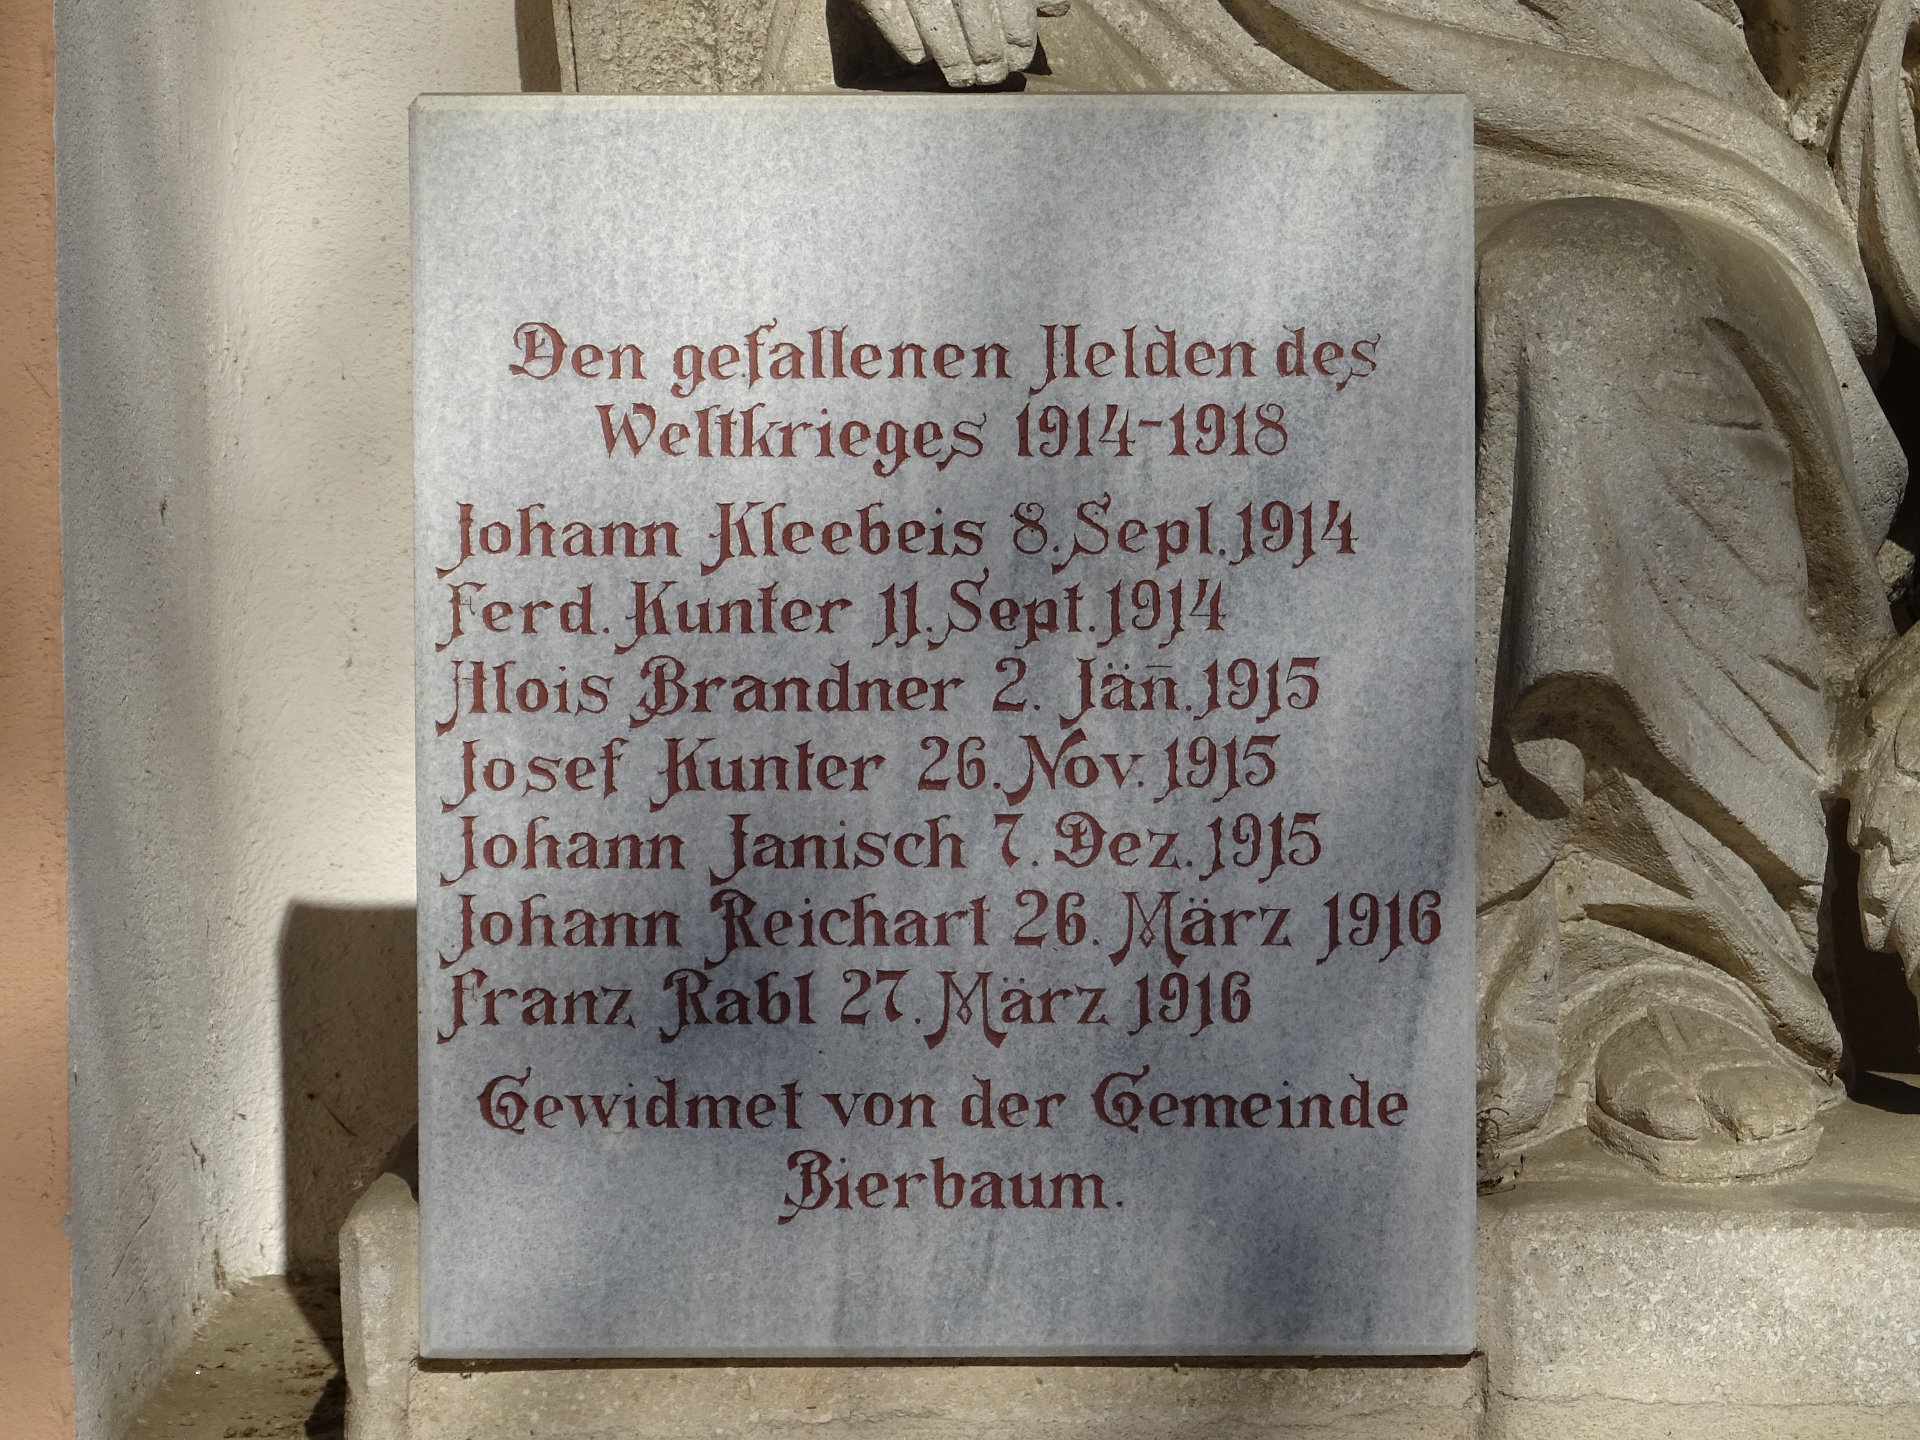 Den gefallenen Helden des
Weltkrieges 1914-1918
Johann Kleebeis 8. Sept. 1914
Ferd. Kunter 11. Sept. 1914
Alois Brandner 2. Jän̄. 1915
Josef Kunter 26. Nov. 1915
Johann Janisch 7. Dez. 1915
Johann Reichart 26. März 1916
Franz Rabl 27. März 1916
Gewidmet von der Gemeinde
Bierbaum.